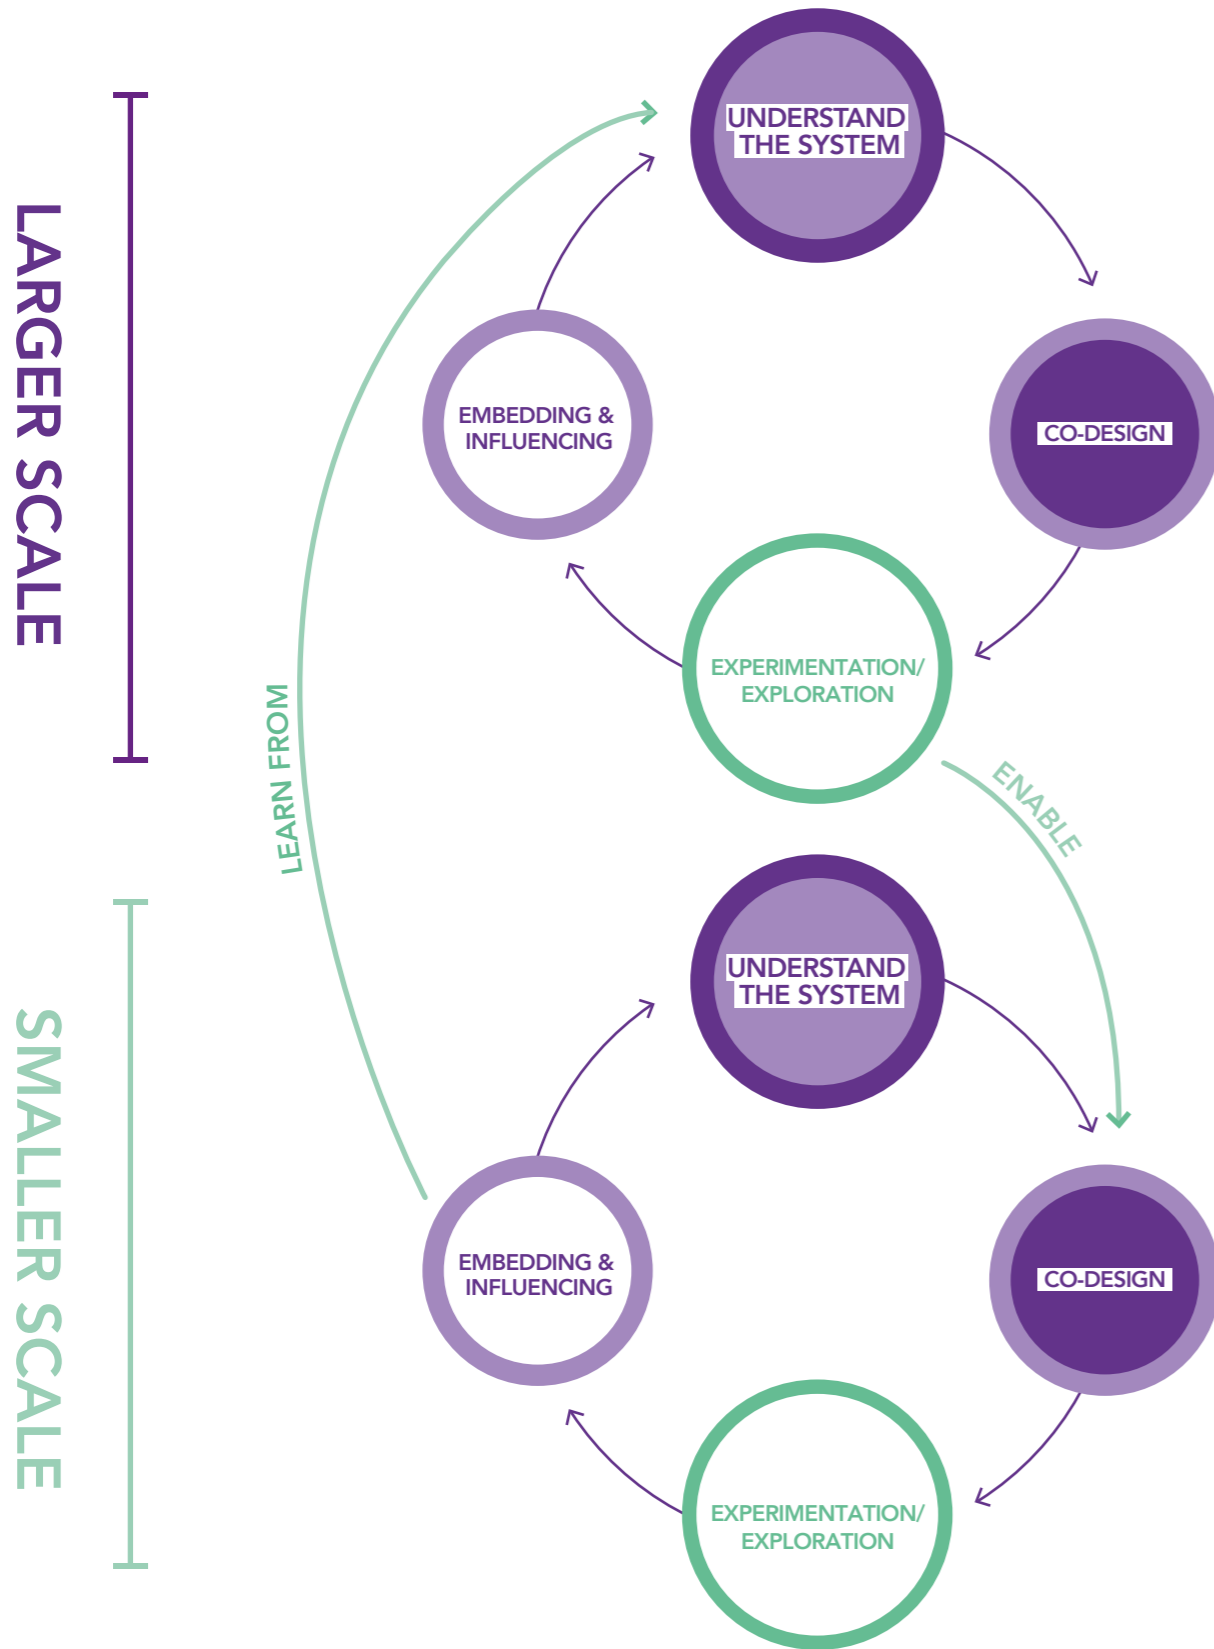 LARGER SCALE
UNDERSTAND
THE SYSTEM
EMBEDDING &
INFLUENCING
CO-DESIGN
EXPERIMENTATION/
EXPLORATION
LEARN FROM
ENABLE
SMALLER SCALE
UNDERSTAND
THE SYSTEM
EMBEDDING &
INFLUENCING
CO-DESIGN
EXPERIMENTATION/
EXPLORATION